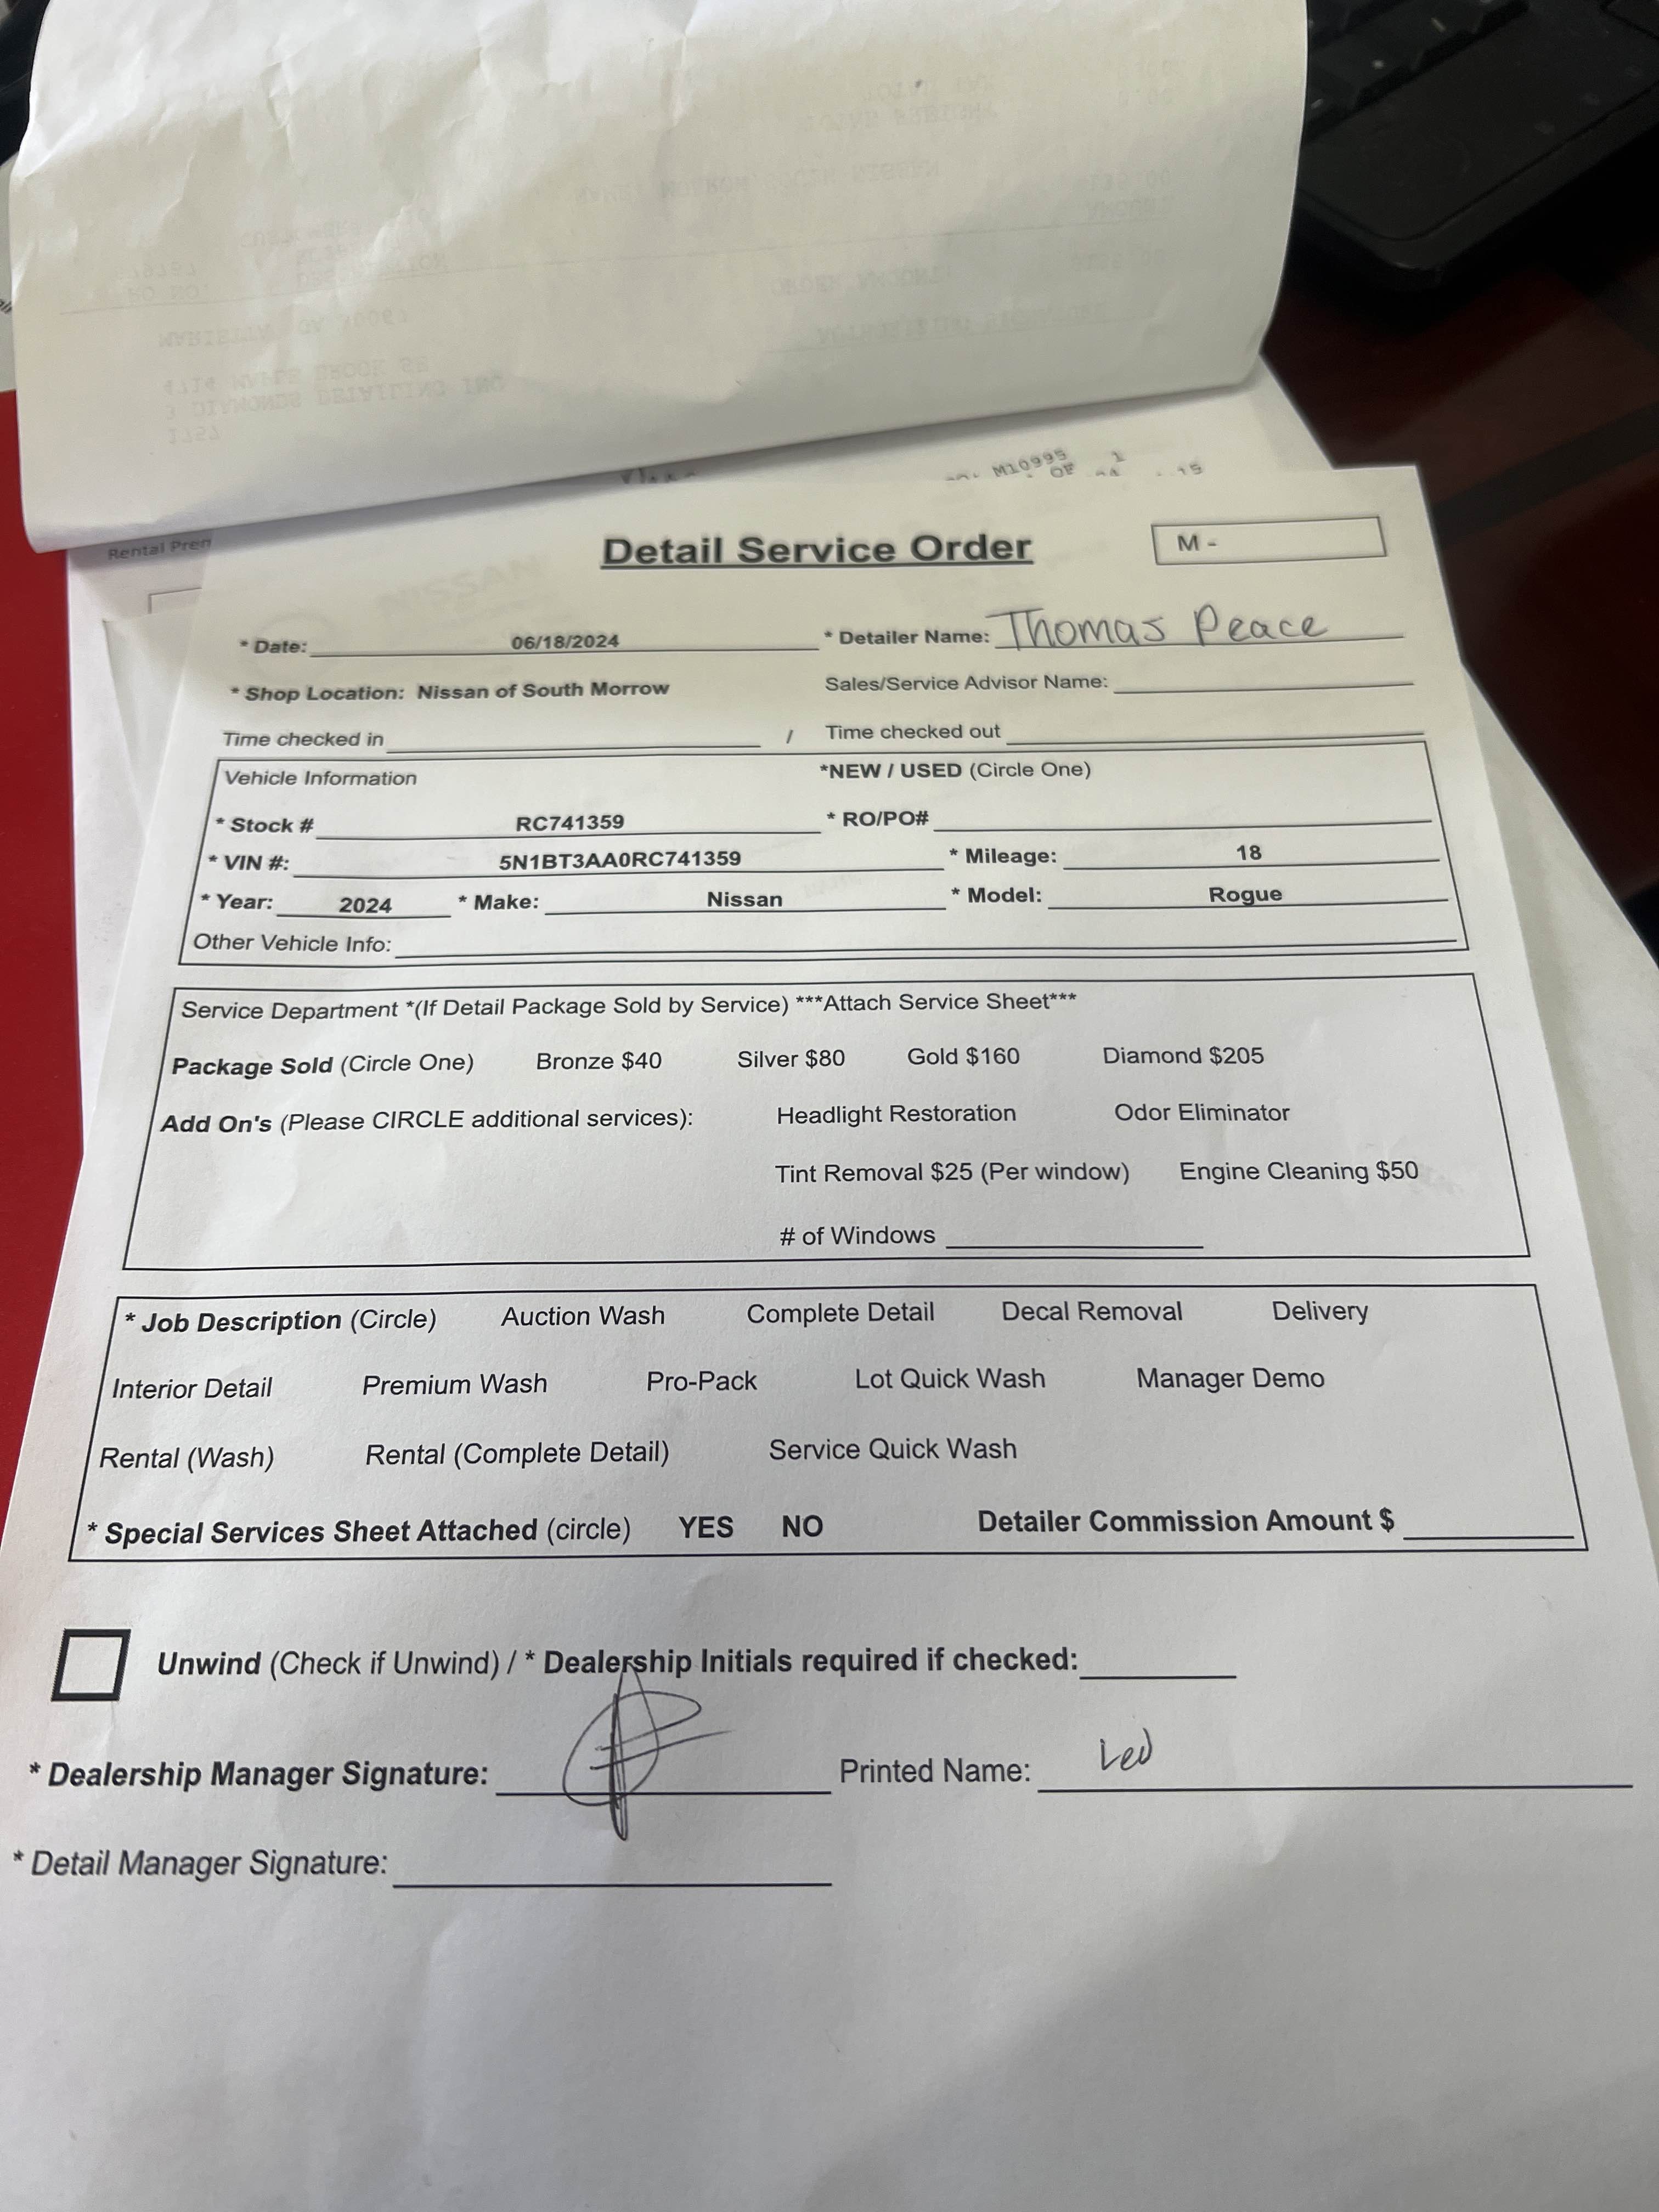 M10995 1
OF
Rental Pren
Detail Service Order
M -
* Date: 06/18/2024 * Detailer Name: Thomas Peace
* Shop Location: Nissan of South Morrow Sales/Service Advisor Name:
Time checked in / Time checked out
Vehicle Information *NEW / USED (Circle One)
* Stock # RC741359 * RO/PO#
* VIN #: 5N1BT3AA0RC741359 * Mileage: 18
* Year: 2024 * Make: Nissan * Model: Rogue
Other Vehicle Info:
Service Department *(If Detail Package Sold by Service) ***Attach Service Sheet***
Package Sold (Circle One) Bronze $40 Silver $80 Gold $160 Diamond $205
Add On's (Please CIRCLE additional services): Headlight Restoration Odor Eliminator
Tint Removal $25 (Per window) Engine Cleaning $50
# of Windows
* Job Description (Circle) Auction Wash Complete Detail Decal Removal Delivery
Interior Detail Premium Wash Pro-Pack Lot Quick Wash Manager Demo
Rental (Wash) Rental (Complete Detail) Service Quick Wash
* Special Services Sheet Attached (circle) YES NO Detailer Commission Amount $
Unwind (Check if Unwind) / * Dealership Initials required if checked:
* Dealership Manager Signature: Printed Name:
* Detail Manager Signature: